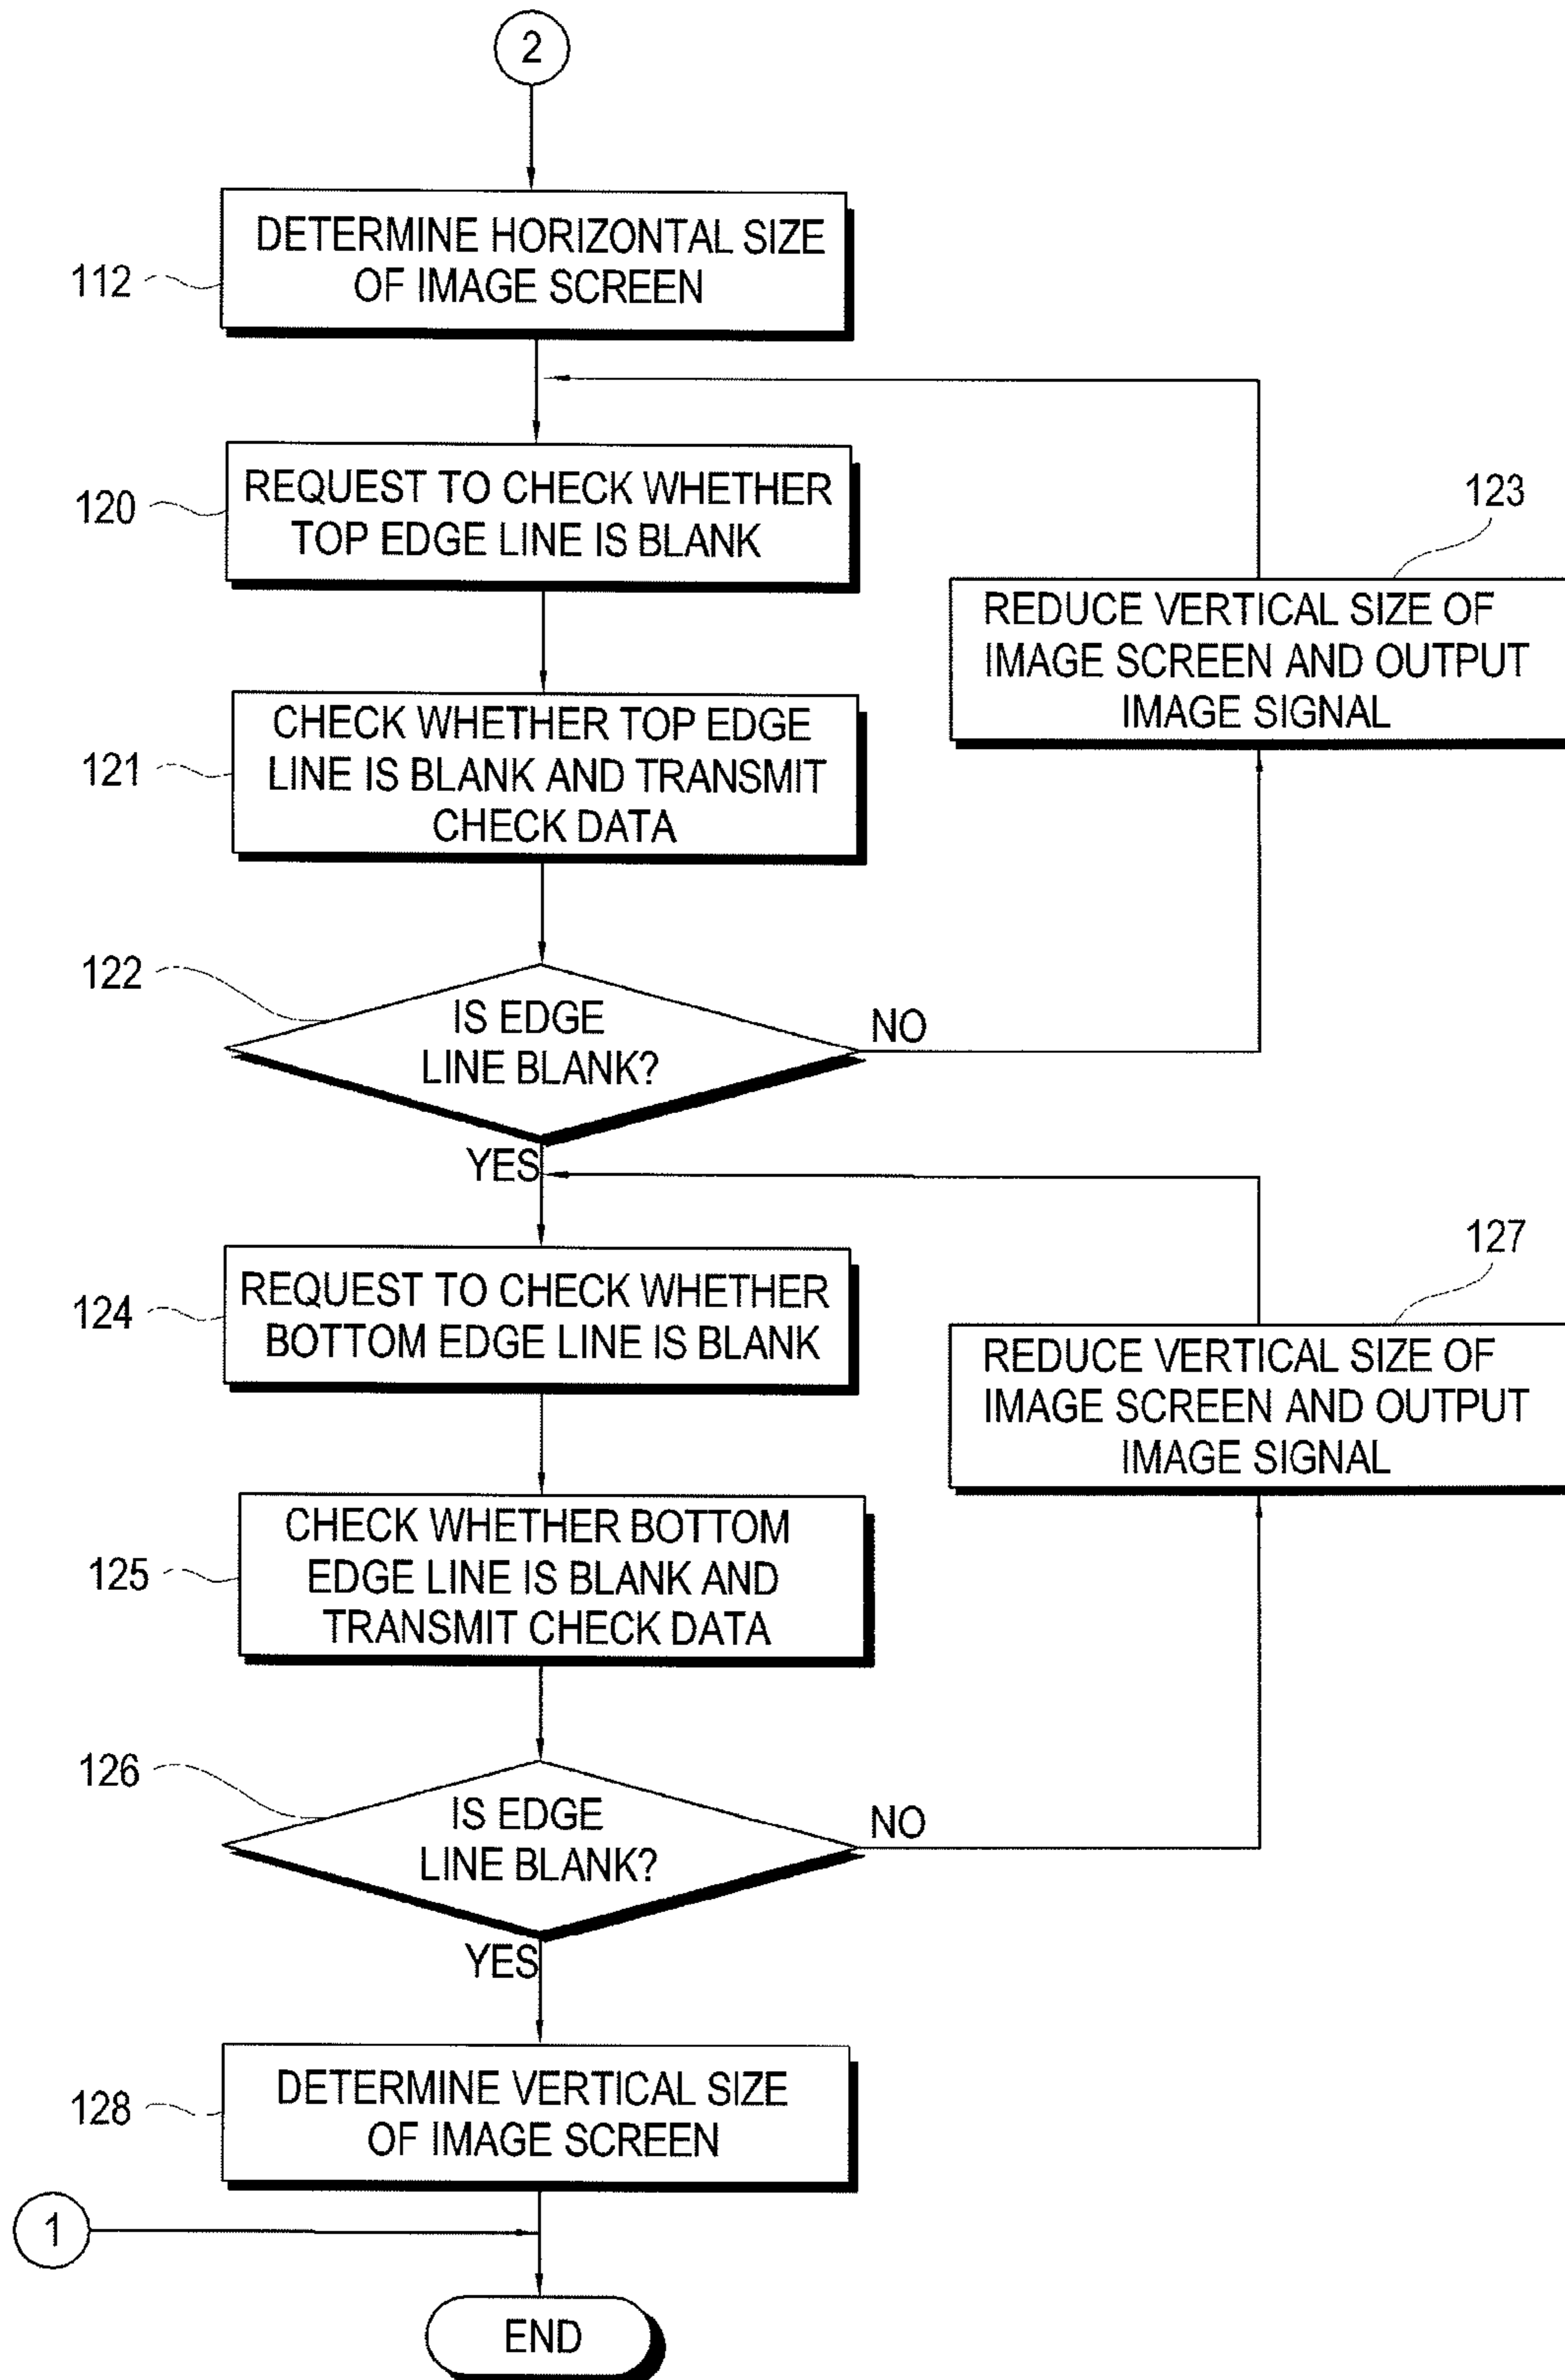 2
DETERMINE HORIZONTAL SIZE
OF IMAGE SCREEN
112
REQUEST TO CHECK WHETHER
TOP EDGE LINE IS BLANK
120
123
REDUCE VERTICAL SIZE OF
IMAGE SCREEN AND OUTPUT
IMAGE SIGNAL
CHECK WHETHER TOP EDGE
LINE IS BLANK AND TRANSMIT
CHECK DATA
121
122
IS EDGE
LINE BLANK?
NO
YES
REQUEST TO CHECK WHETHER
BOTTOM EDGE LINE IS BLANK
124
127
REDUCE VERTICAL SIZE OF
IMAGE SCREEN AND OUTPUT
IMAGE SIGNAL
CHECK WHETHER BOTTOM
EDGE LINE IS BLANK AND
TRANSMIT CHECK DATA
125
126
IS EDGE
LINE BLANK?
NO
YES
DETERMINE VERTICAL SIZE
OF IMAGE SCREEN
128
1
END